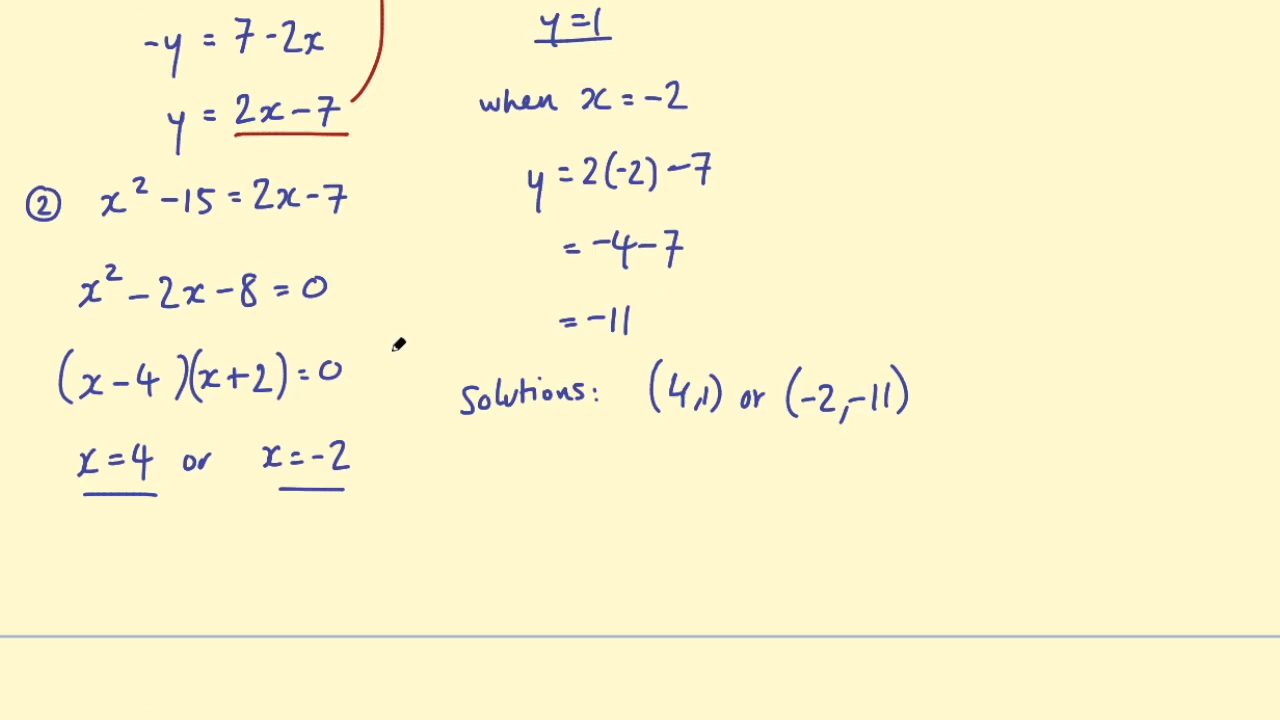 -y = 7 - 2x
y = 2x - 7
② x² - 15 = 2x - 7
x² - 2x - 8 = 0
(x - 4)(x + 2) = 0
x = 4 or x = -2
y = 1
when x = -2
y = 2(-2) - 7
= -4 - 7
= -11
Solutions: (4,1) or (-2,-11)